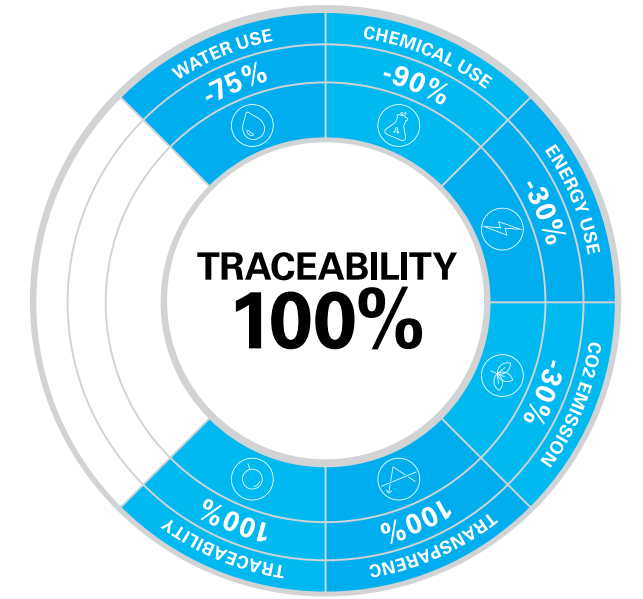 WATER USE
-75%
CHEMICAL USE
-90%
ENERGY USE
-30%
CO2 EMISSION
-30%
TRANSPARENC
100%
TRACEABILITY
100%
TRACEABILITY
100%